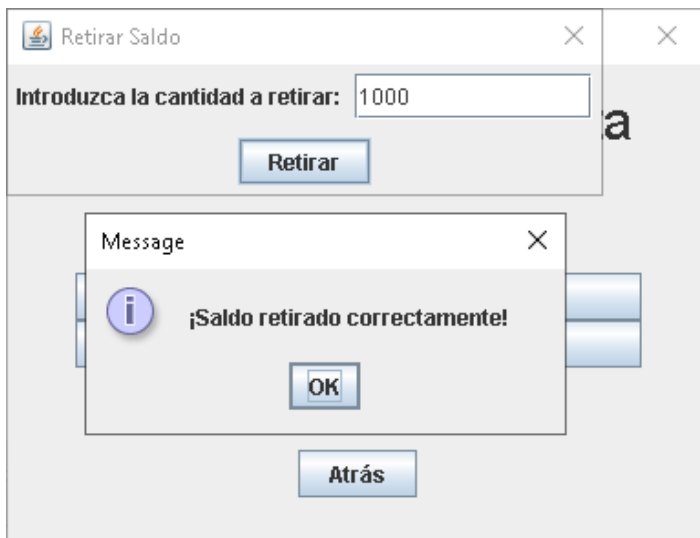 Retirar Saldo
Introduzca la cantidad a retirar: 1000
Retirar
Message
¡Saldo retirado correctamente!
OK
Atrás